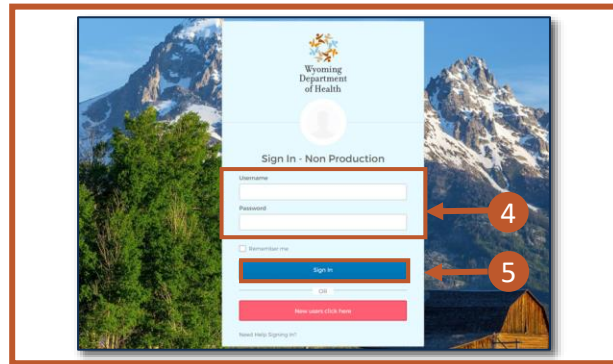 Wyoming
Department
of Health
Sign In - Non Production
Username
Password
4
Remember me
Sign In
5
OR
New users click here
Need Help Signing In?